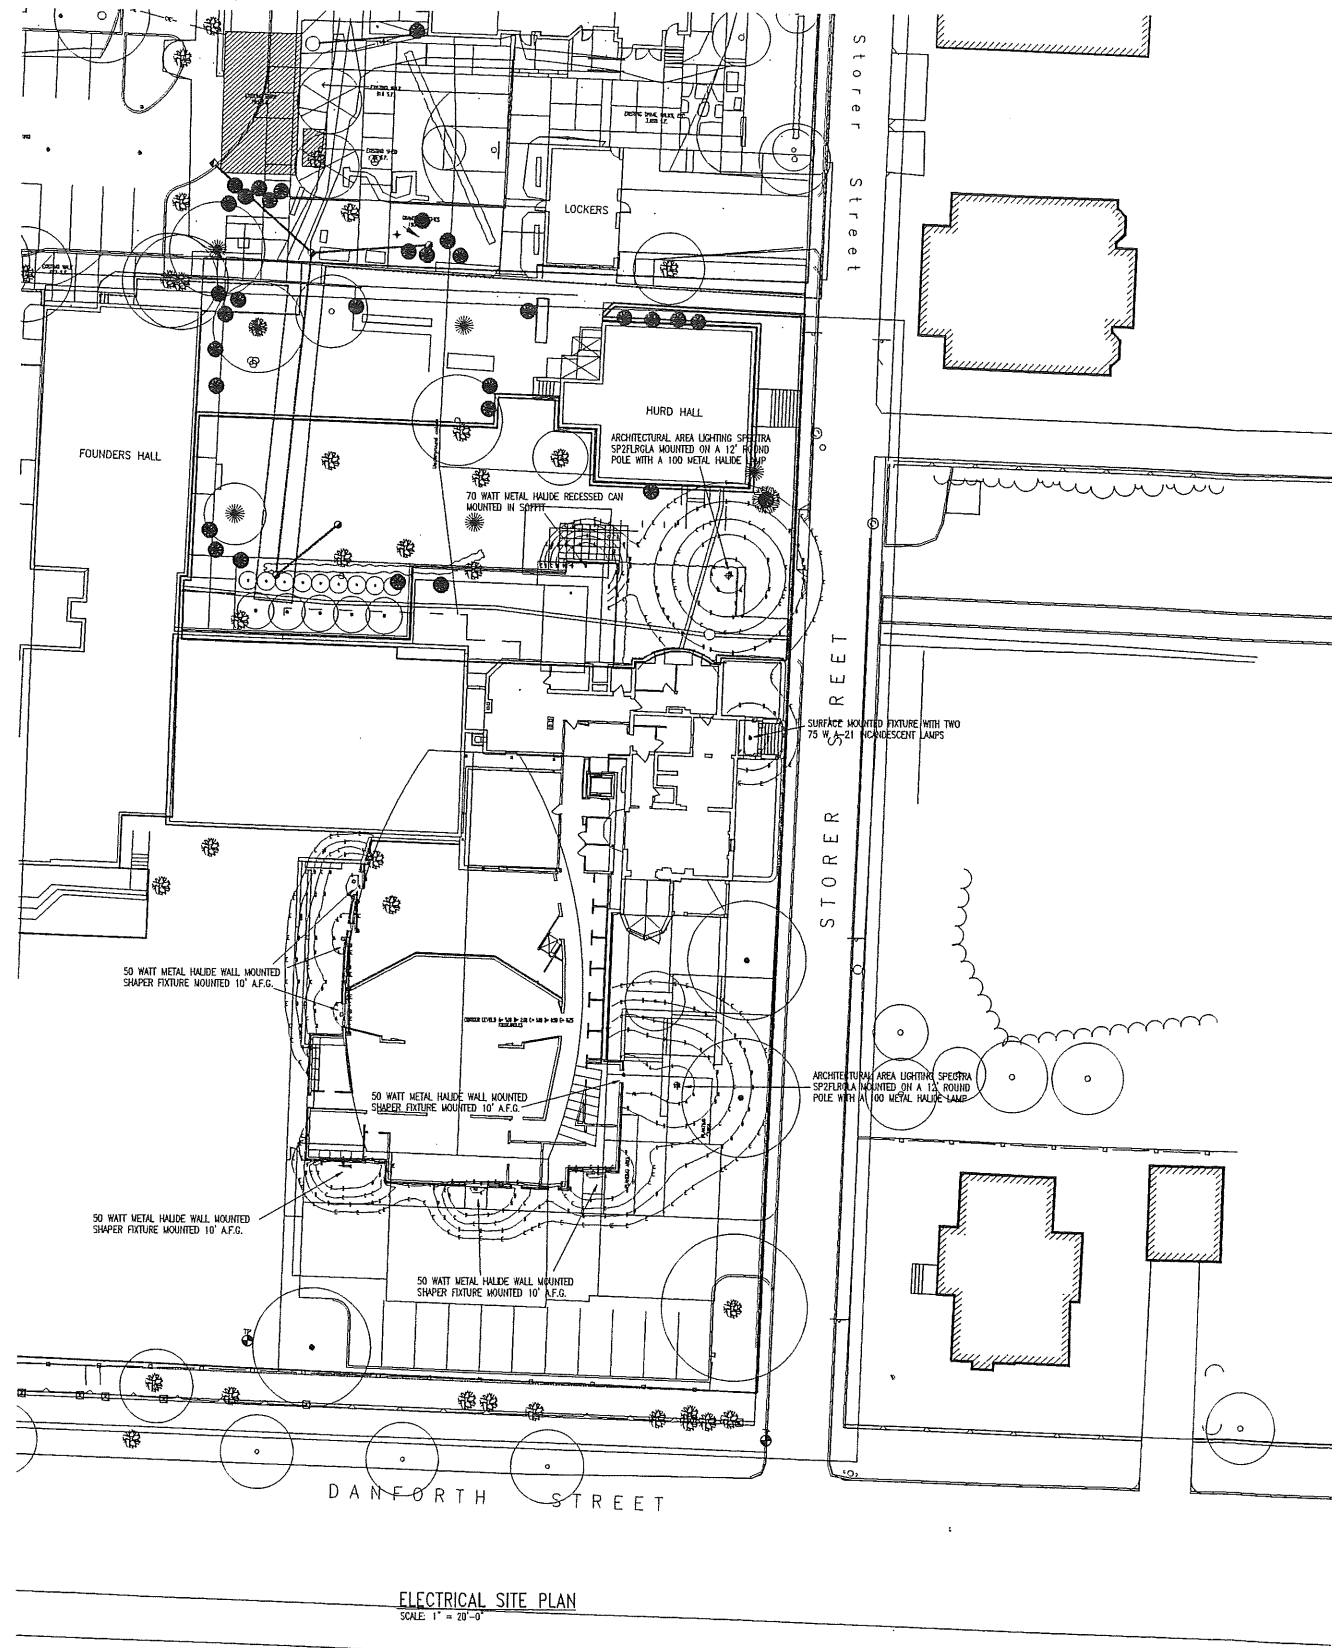 Storer Street
EXISTING WALK
EXISTING SHED
LOCKERS
HURD HALL
FOUNDERS HALL
ARCHITECTURAL AREA LIGHTING SPECTRA
SP2FLRGLA MOUNTED ON A 12' ROUND
POLE WITH A 100 METAL HALIDE LAMP
70 WATT METAL HALIDE RECESSED CAN
MOUNTED IN SOFFIT
STORER STREET
SURFACE MOUNTED FIXTURE WITH TWO
75 W A-21 INCANDESCENT LAMPS
50 WATT METAL HALIDE WALL MOUNTED
SHAPER FIXTURE MOUNTED 10' A.F.G.
50 WATT METAL HALIDE WALL MOUNTED
SHAPER FIXTURE MOUNTED 10' A.F.G.
ARCHITECTURAL AREA LIGHTING SPECTRA
SP2FLRGLA MOUNTED ON A 12' ROUND
POLE WITH A 100 METAL HALIDE LAMP
50 WATT METAL HALIDE WALL MOUNTED
SHAPER FIXTURE MOUNTED 10' A.F.G.
50 WATT METAL HALIDE WALL MOUNTED
SHAPER FIXTURE MOUNTED 10' A.F.G.
DANFORTH STREET
ELECTRICAL SITE PLAN
SCALE: 1" = 20'-0"